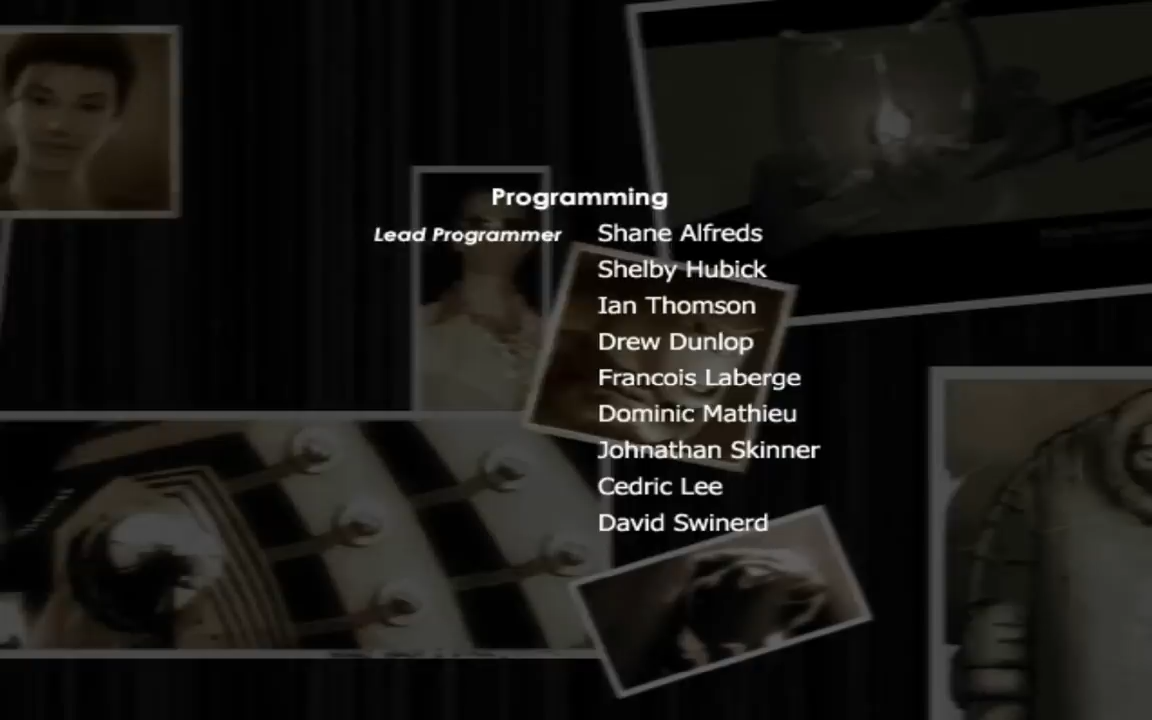 Programming
Lead Programmer Shane Alfreds
Shelby Hubick
Ian Thomson
Drew Dunlop
Francois Laberge
Dominic Mathieu
Johnathan Skinner
Cedric Lee
David Swinerd